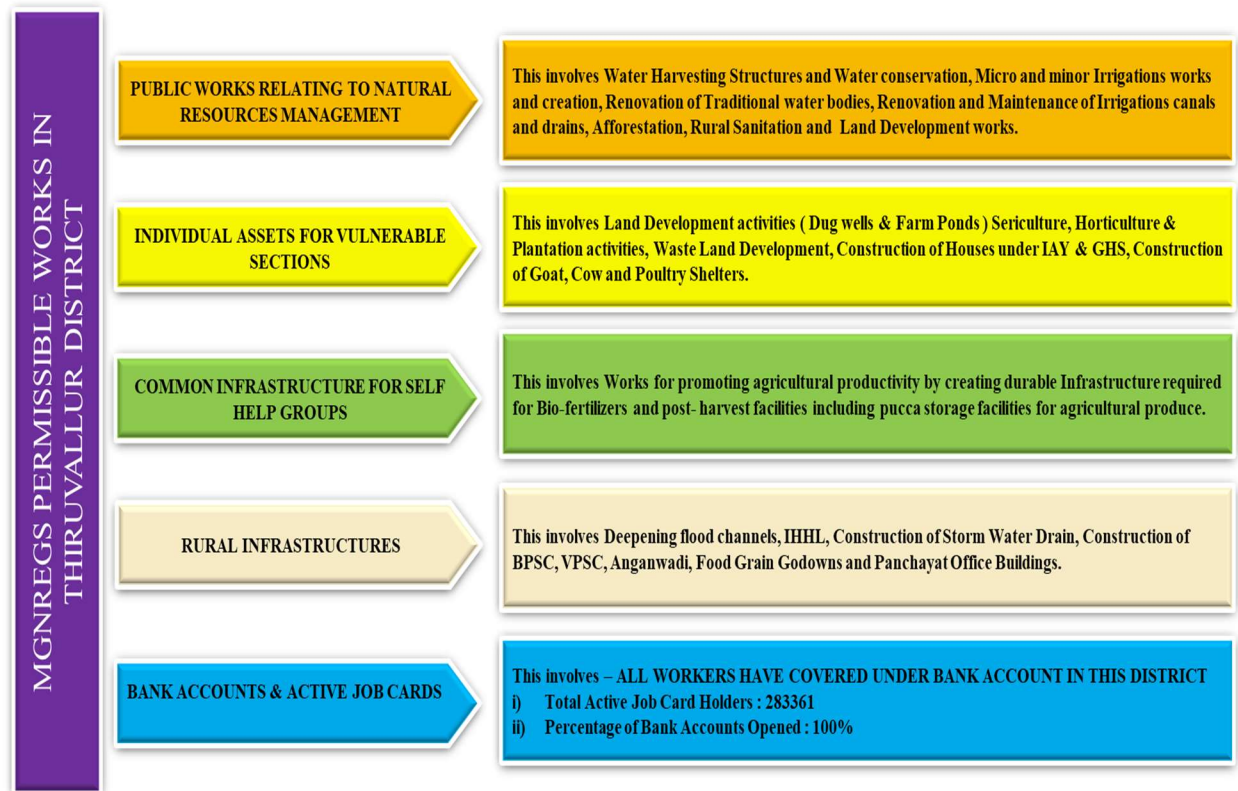 MGNREGS PERMISSIBLE WORKS IN
THIRUVALLUR DISTRICT
PUBLIC WORKS RELATING TO NATURAL
RESOURCES MANAGEMENT
This involves Water Harvesting Structures and Water conservation, Micro and minor Irrigations works
and creation, Renovation of Traditional water bodies, Renovation and Maintenance of Irrigations canals
and drains, Afforestation, Rural Sanitation and Land Development works.
INDIVIDUAL ASSETS FOR VULNERABLE
SECTIONS
This involves Land Development activities ( Dug wells & Farm Ponds ) Sericulture, Horticulture &
Plantation activities, Waste Land Development, Construction of Houses under IAY & GHS, Construction
of Goat, Cow and Poultry Shelters.
COMMON INFRASTRUCTURE FOR SELF
HELP GROUPS
This involves Works for promoting agricultural productivity by creating durable Infrastructure required
for Bio-fertilizers and post- harvest facilities including pucca storage facilities for agricultural produce.
RURAL INFRASTRUCTURES
This involves Deepening flood channels, IHHL, Construction of Storm Water Drain, Construction of
BPSC, VPSC, Anganwadi, Food Grain Godowns and Panchayat Office Buildings.
BANK ACCOUNTS & ACTIVE JOB CARDS
This involves – ALL WORKERS HAVE COVERED UNDER BANK ACCOUNT IN THIS DISTRICT
i) Total Active Job Card Holders : 283361
ii) Percentage of Bank Accounts Opened : 100%